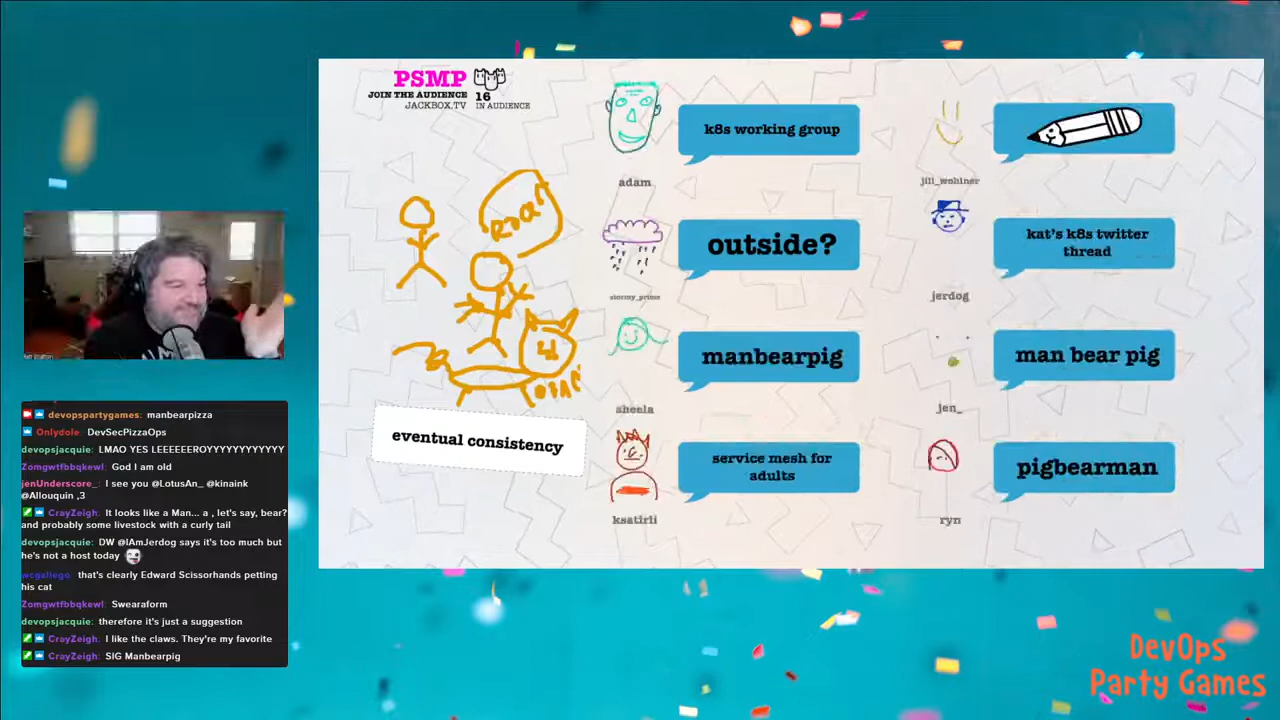 PSMP
JOIN THE AUDIENCE
JACKBOX.TV
16
IN AUDIENCE
Roar
eventual consistency
k8s working group
adam
outside?
stormy_prime
manbearpig
sheela
service mesh for
adults
ksatirli
jill_wohlner
kat's k8s twitter
thread
jerdog
man bear pig
jen_
pigbearman
ryn
devopspartygames: manbearpizza
Onlydole: DevSecPizzaOps
devopsjacquie: LMAO YES LEEEEEROYYYYYYYYYYY
Zomgwtfbbqkewl: God I am old
jenUnderscore_: I see you @LotusAn_ @kinaink
@Allouquin ,3
CrayZeigh: It looks like a Man... a , let's say, bear?
and probably some livestock with a curly tail
devopsjacquie: DW @IAmJerdog says it's too much but
he's not a host today
wcgallego: that's clearly Edward Scissorhands petting
his cat
Zomgwtfbbqkewl: Swearaform
devopsjacquie: therefore it's just a suggestion
CrayZeigh: I like the claws. They're my favorite
CrayZeigh: SIG Manbearpig
DevOps
Party Games